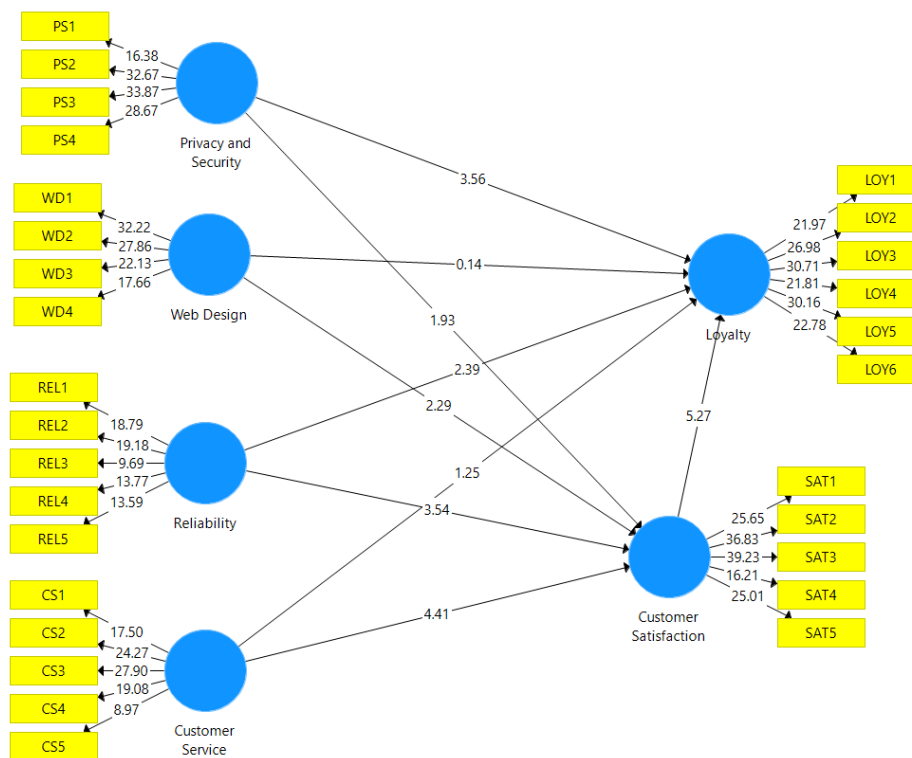 PS1
PS2
PS3
PS4
16.38
32.67
33.87
28.67
Privacy and
Security
WD1
WD2
WD3
WD4
32.22
27.86
22.13
17.66
Web Design
REL1
REL2
REL3
REL4
REL5
18.79
19.18
9.69
13.77
13.59
Reliability
CS1
CS2
CS3
CS4
CS5
17.50
24.27
27.90
19.08
8.97
Customer
Service
3.56
0.14
1.93
2.39
2.29
1.25
3.54
4.41
5.27
Loyalty
21.97
26.98
30.71
21.81
30.16
22.78
LOY1
LOY2
LOY3
LOY4
LOY5
LOY6
Customer
Satisfaction
25.65
36.83
39.23
16.21
25.01
SAT1
SAT2
SAT3
SAT4
SAT5